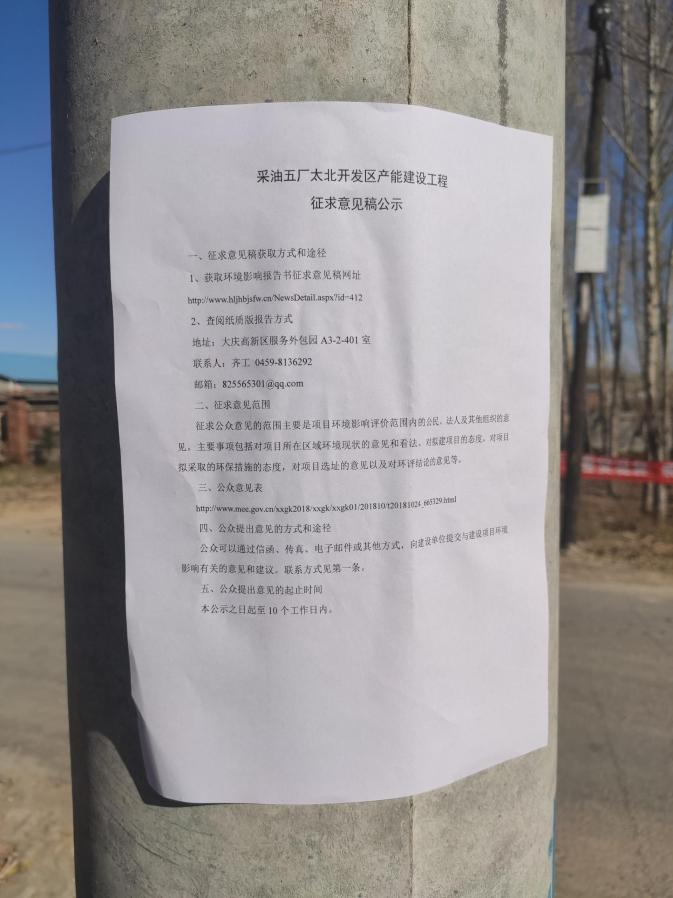 采油五厂太北开发区产能建设工程
征求意见稿公示
一、征求意见稿获取方式和途径
1、获取环境影响报告书征求意见稿网址
http://www.hljhbjsfw.cn/NewsDetail.aspx?id=412
2、查阅纸质版报告方式
地址：大庆高新区服务外包园 A3-2-401 室
联系人：齐工 0459-8136292
邮箱：825565301@qq.com
二、征求意见范围
征求公众意见的范围主要是项目环境影响评价范围内的公民、法人及其他组织的意
见，主要事项包括对项目所在区域环境现状的意见和看法、对拟建项目的态度，对项目
拟采取的环保措施的态度，对项目选址的意见以及对环评结论的意见等。
三、公众意见表
http://www.mee.gov.cn/xxgk2018/xxgk/xxgk01/201810/t20181024_665329.html
四、公众提出意见的方式和途径
公众可以通过信函、传真、电子邮件或其他方式，向建设单位提交与建设项目环境
影响有关的意见和建议。联系方式见第一条。
五、公众提出意见的起止时间
本公示之日起至 10 个工作日内。